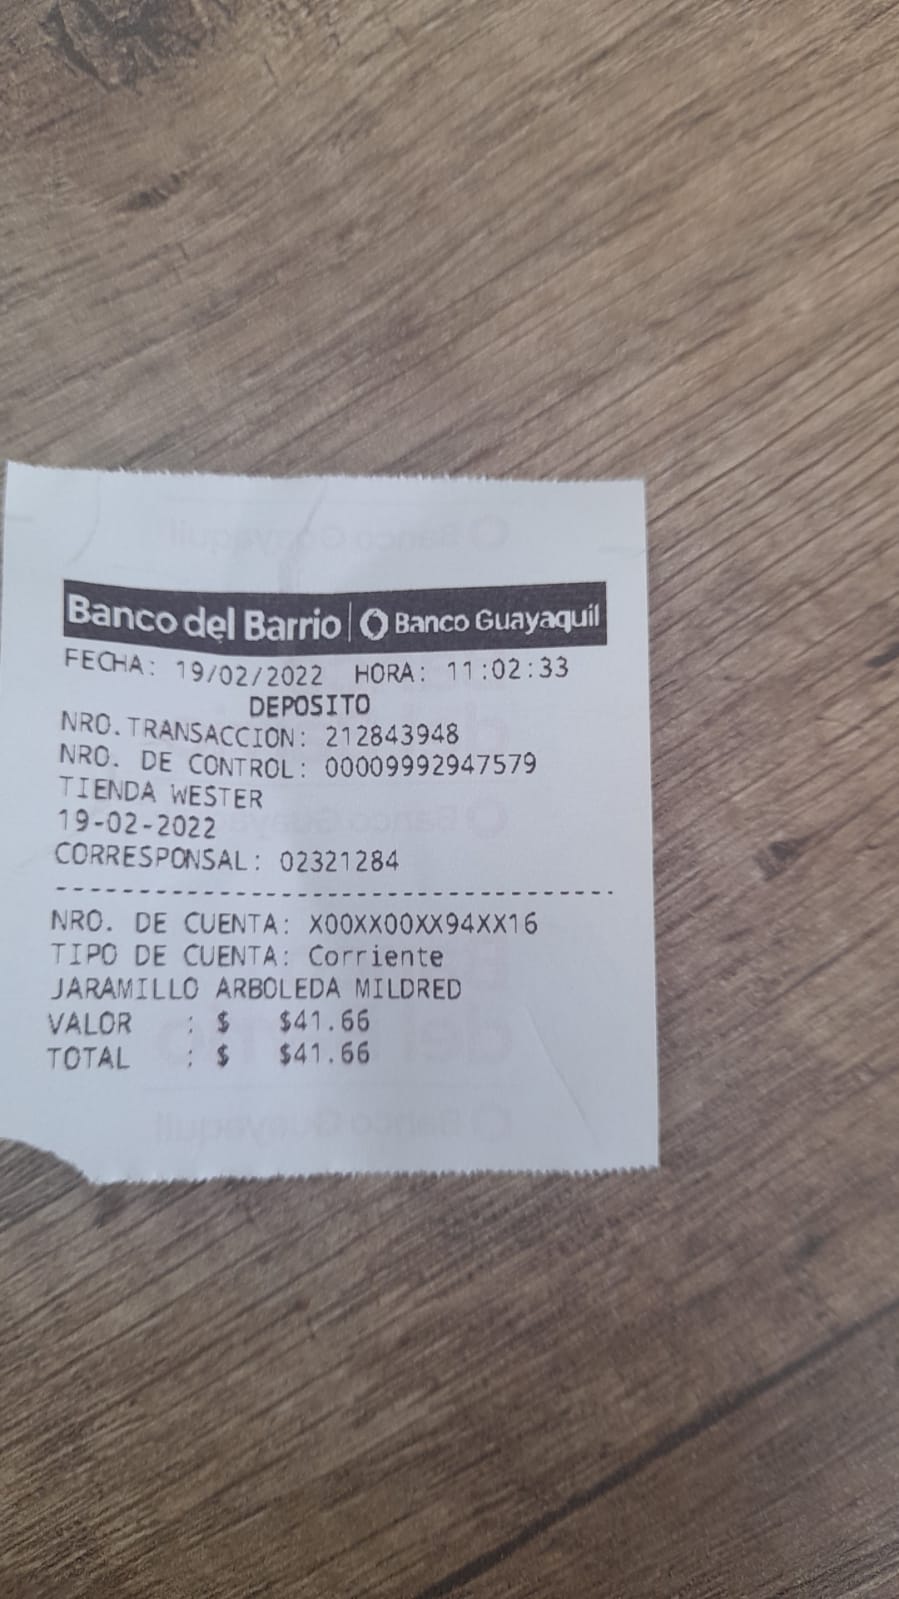 Banco del Barrio | Banco Guayaquil
FECHA: 19/02/2022 HORA: 11:02:33
DEPOSITO
NRO.TRANSACCION: 212843948
NRO. DE CONTROL: 00009992947579
TIENDA WESTER
19-02-2022
CORRESPONSAL: 02321284
NRO. DE CUENTA: X00XX00XX94XX16
TIPO DE CUENTA: Corriente
JARAMILLO ARBOLEDA MILDRED
VALOR : $ $41.66
TOTAL : $ $41.66